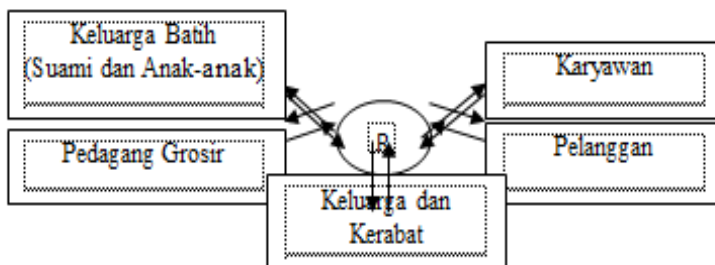 Keluarga Batih
(Suami dan Anak-anak)
Karyawan
Pedagang Grosir
Pelanggan
Keluarga dan
Kerabat